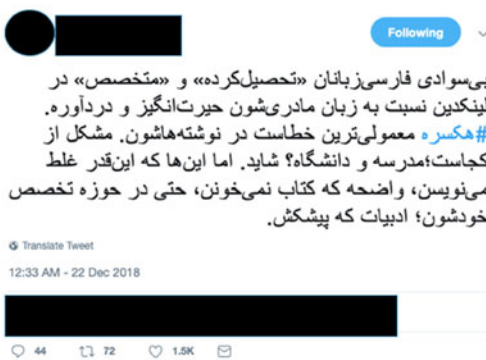 Following
بی‌سوادی فارسی‌زبانان «تحصیل‌کرده» و «متخصص» در
لینکدین نسبت به زبان مادری‌شون حیرت‌انگیز و دردآوره.
#هکسره معمولی‌ترین خطاست در نوشته‌هاشون. مشکل از
کجاست؛مدرسه و دانشگاه؟ شاید. اما این‌ها که این‌قدر غلط
می‌نویسن، واضحه که کتاب نمی‌خونن، حتی در حوزه تخصص
خودشون؛ ادبیات که پیشکش.
Translate Tweet
12:33 AM - 22 Dec 2018
44 72 1.5K